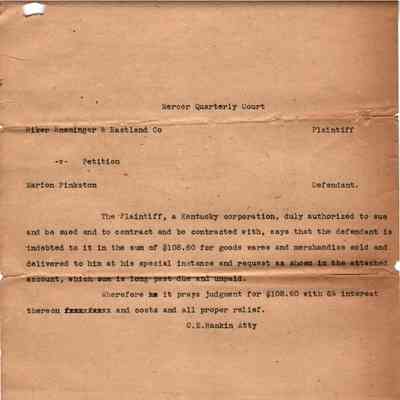 Mercer Quarterly Court
Riker Ensminger & Eastland Co Plaintiff
-v- Petition
Marion Pinkston Defendant.
The Plaintiff, a Kentucky corporation, duly authorized to sue
and be sued and to contract and be contracted with, says that the defendant is
indebted to it in the sum of $108.60 for goods wares and merchandise sold and
delivered to him at his special instance and request as shown in the attached
account, which sum is long past due and unpaid.
Wherefore it prays judgment for $108.60 with 6% interest
thereon and costs and all proper relief.
C.E.Rankin Atty